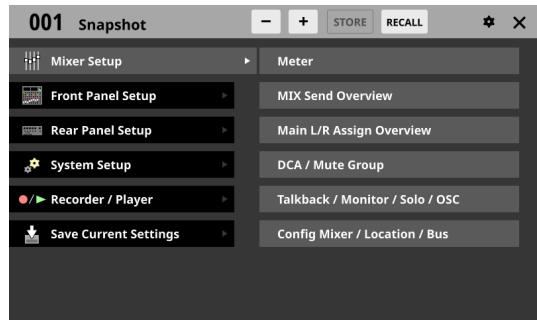 001 Snapshot - + STORE RECALL
Mixer Setup
Front Panel Setup
Rear Panel Setup
System Setup
Recorder / Player
Save Current Settings
Meter
MIX Send Overview
Main L/R Assign Overview
DCA / Mute Group
Talkback / Monitor / Solo / OSC
Config Mixer / Location / Bus